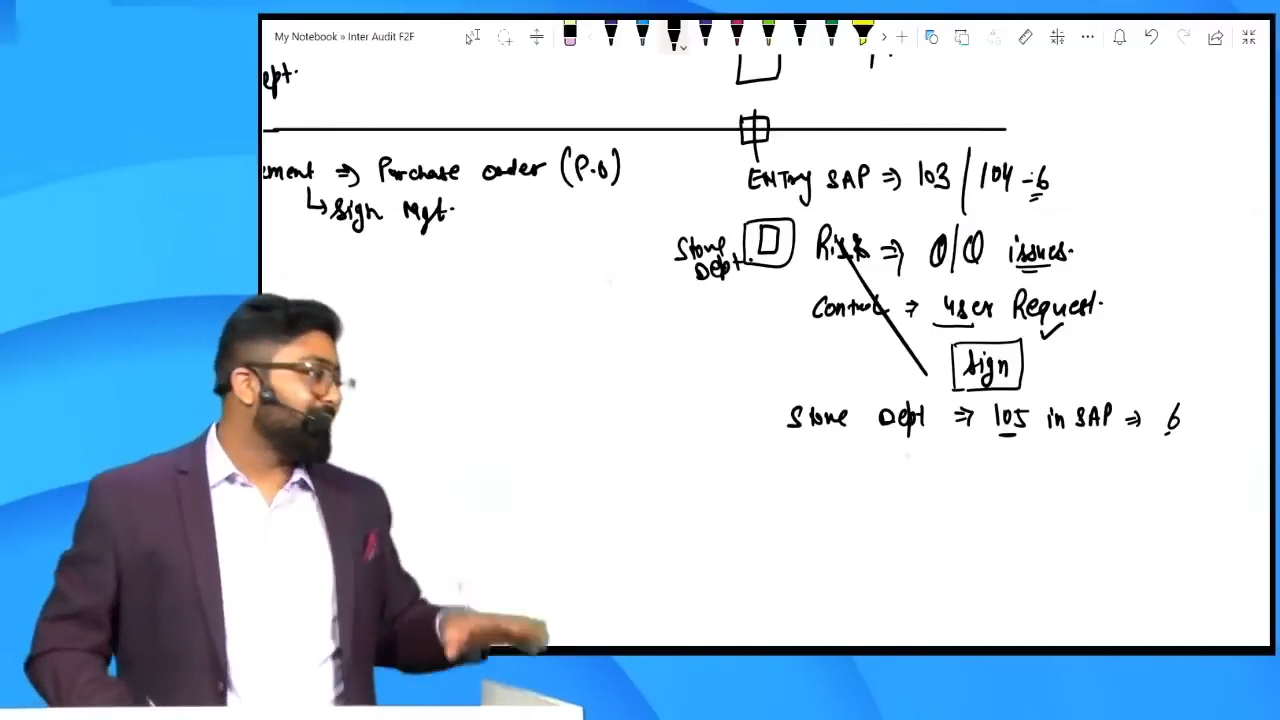 My Notebook » Inter Audit F2F
ept.
ement ⇒ Purchase order (P.O)
↳ Sign Mgt.
ENTry SAP ⇒ 103 / 104 - 6
Store Dept.
Risk ⇒ Q/Q issues.
Control ⇒ user Request. ✓
Sign
Store Dept ⇒ 105 in SAP ⇒ 6